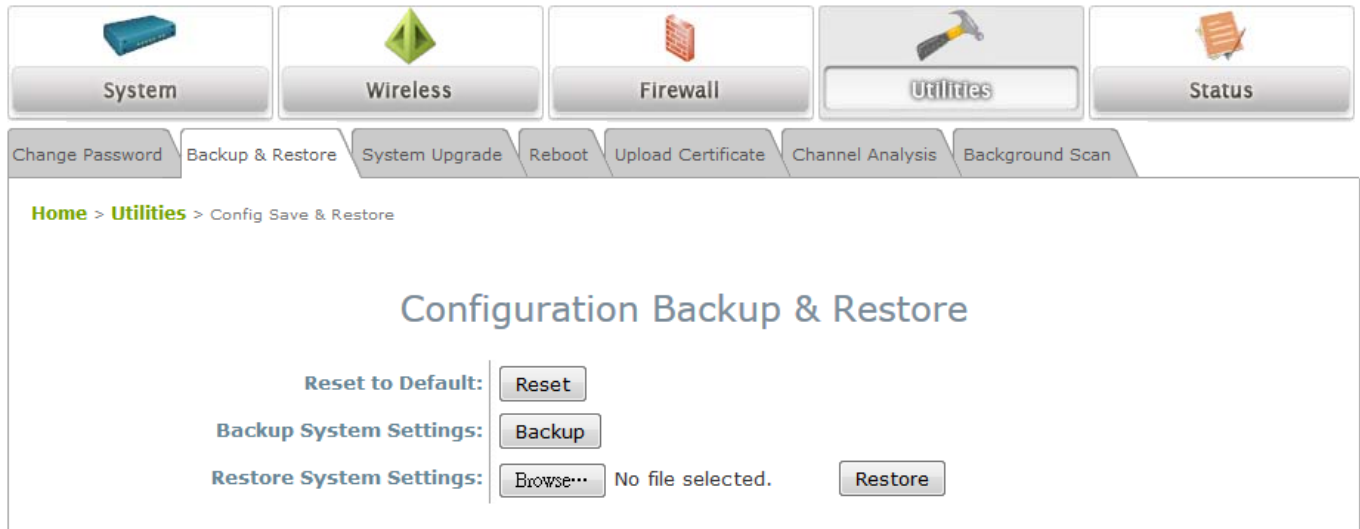 System Wireless Firewall Utilities Status
Change Password Backup & Restore System Upgrade Reboot Upload Certificate Channel Analysis Background Scan
Home > Utilities > Config Save & Restore
Configuration Backup & Restore
Reset to Default: Reset
Backup System Settings: Backup
Restore System Settings: Browse... No file selected. Restore